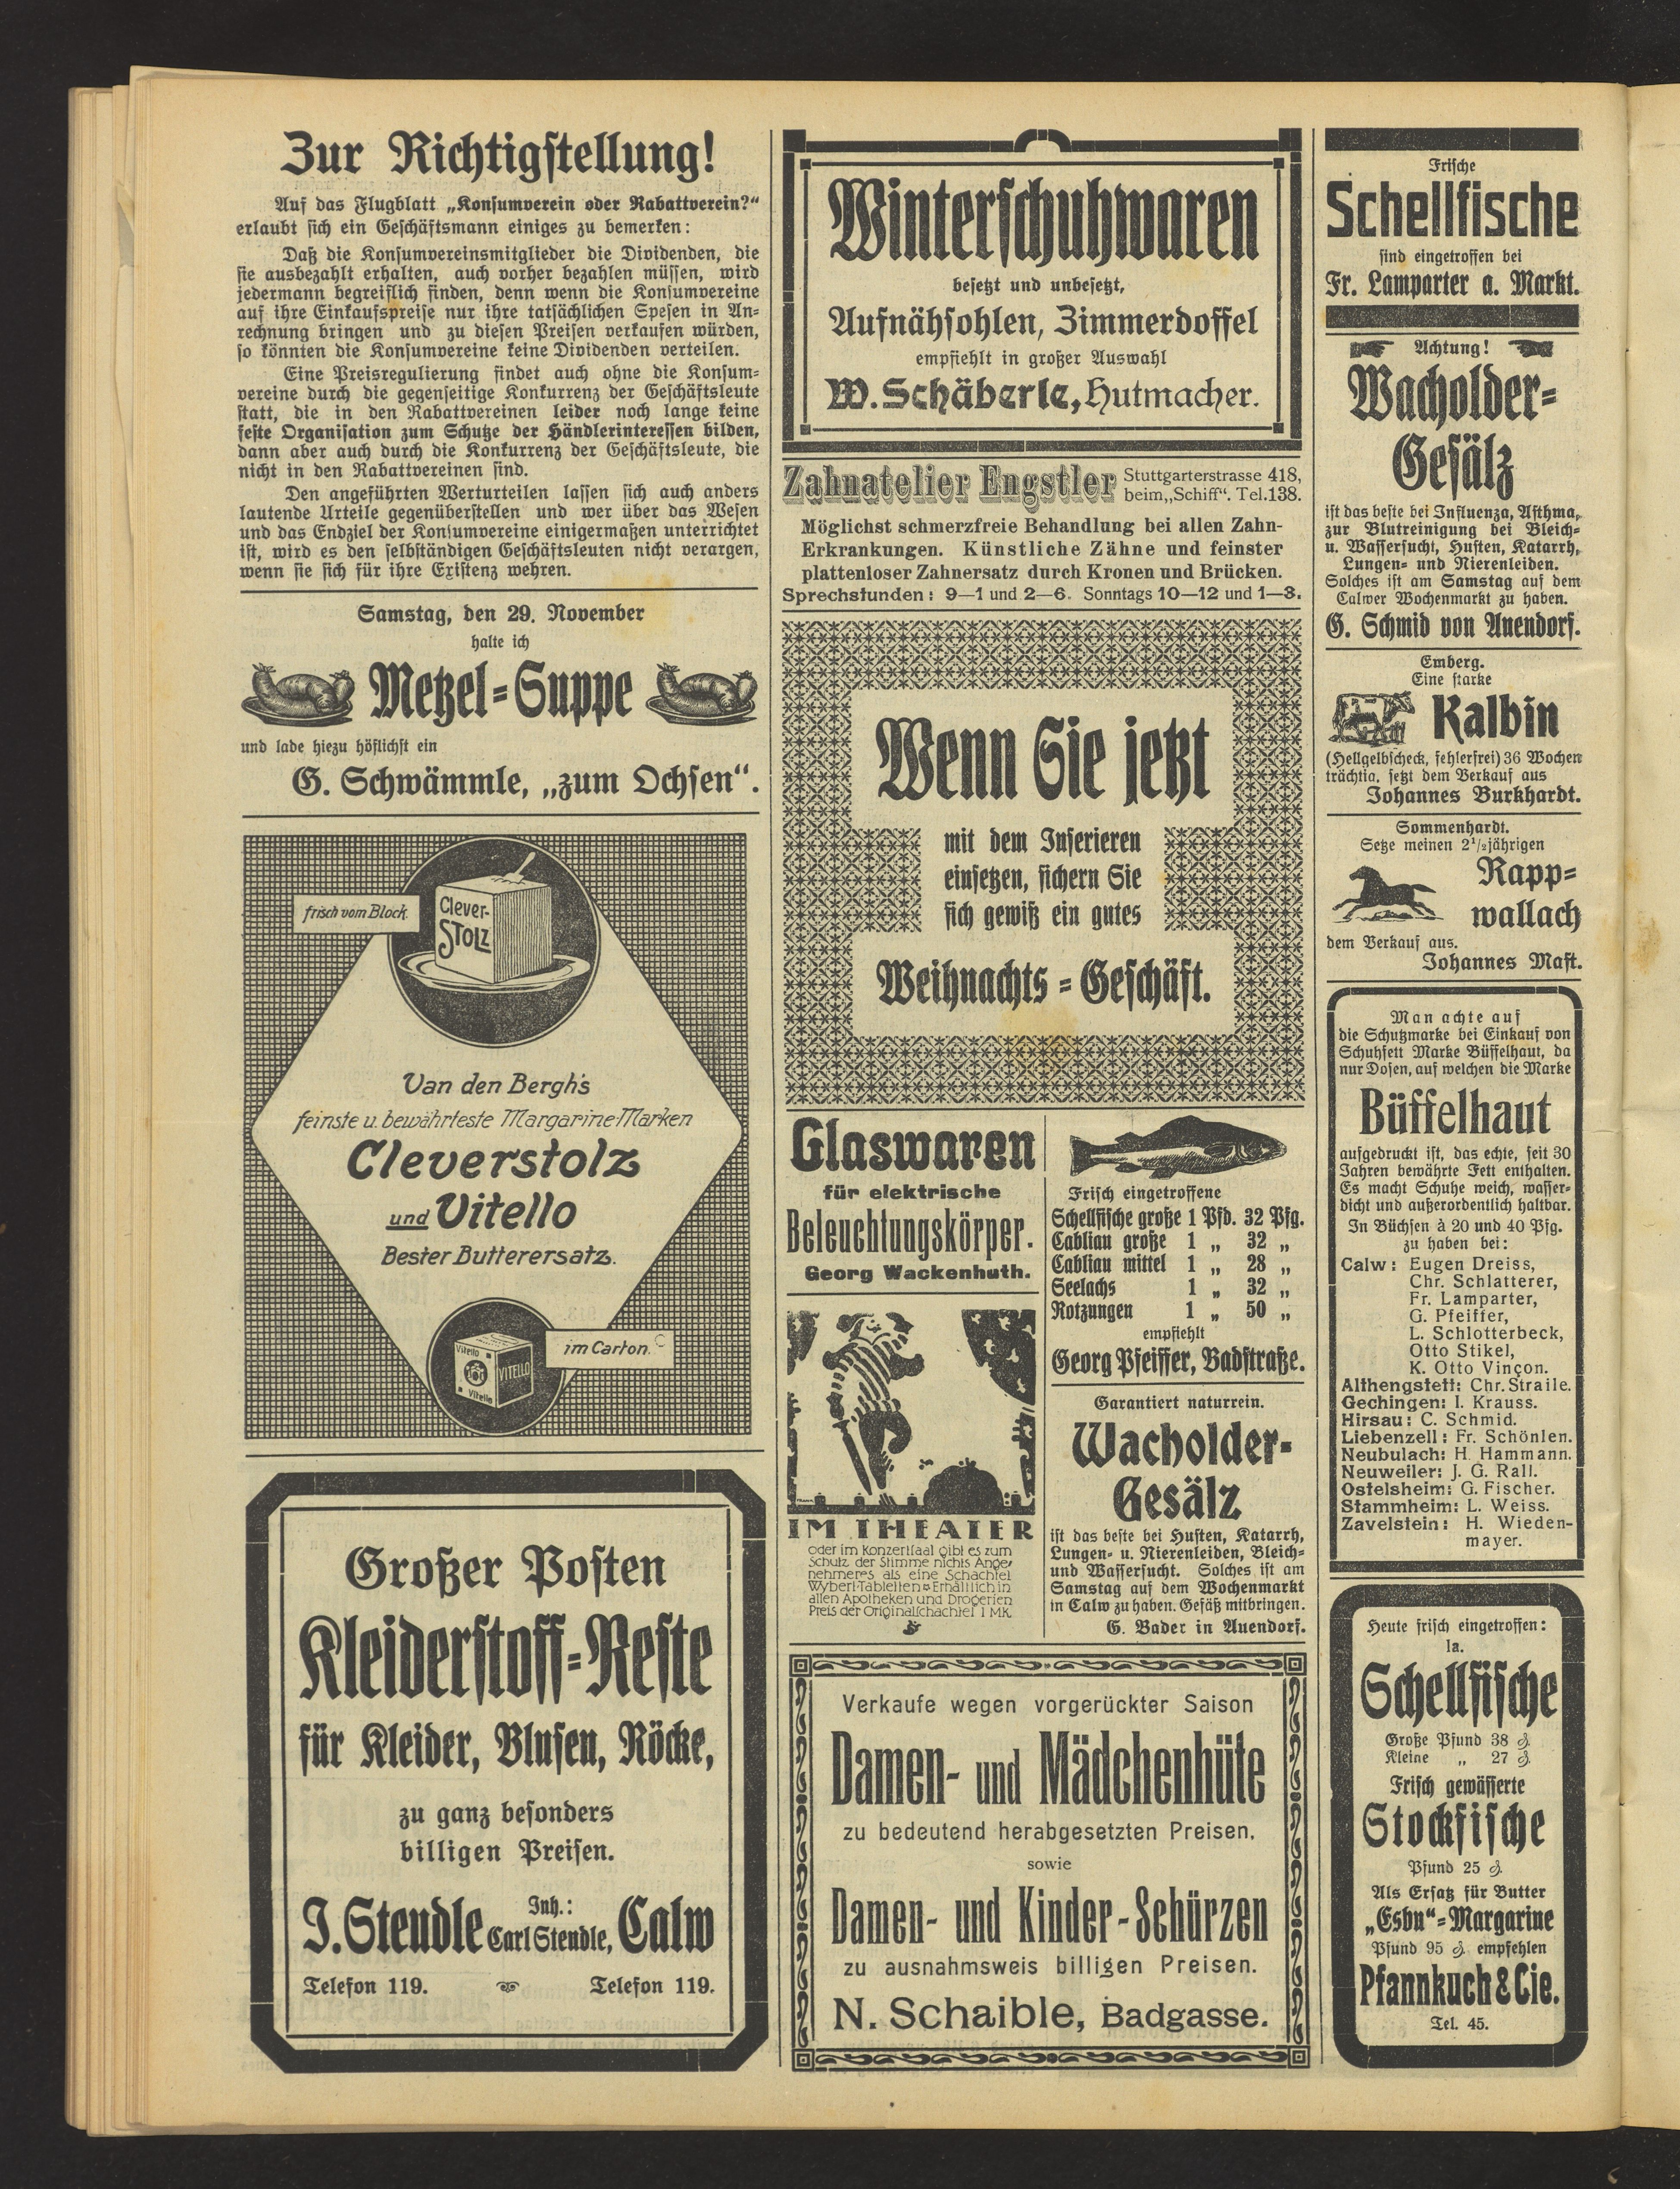 Zur Richtigstellung!
Auf das Flugblatt „Konsumverein oder Rabattverein?“
erlaubt sich ein Geschäftsmann einiges zu bemerken:
Daß die Konsumvereinsmitglieder die Dividenden, die
sie ausbezahlt erhalten, auch vorher bezahlen müssen, wird
jedermann begreiflich finden, denn wenn die Konsumvereine
auf ihre Einkaufspreise nur ihre tatsächlichen Spesen in An-
rechnung bringen und zu diesen Preisen verkaufen würden,
so könnten die Konsumvereine keine Dividenden verteilen.
Eine Preisregulierung findet auch ohne die Konsum-
vereine durch die gegenseitige Konkurrenz der Geschäftsleute
statt, die in den Rabattvereinen leider noch lange keine
feste Organisation zum Schutze der Händlerinteressen bilden,
dann aber auch durch die Konkurrenz der Geschäftsleute, die
nicht in den Rabattvereinen sind.
Den angeführten Werturteilen lassen sich auch anders
lautende Urteile gegenüberstellen und wer über das Wesen
und das Endziel der Konsumvereine einigermaßen unterrichtet
ist, wird es den selbständigen Geschäftsleuten nicht verargen,
wenn sie sich für ihre Existenz wehren.
Samstag, den 29. November
halte ich
Metzel-Suppe
und lade hiezu höflichst ein
G. Schwämmle, „zum Ochsen“.
frisch vom Block
Clever-
STOLZ
Van den Bergh's
feinste u. bewährteste Margarine-Marken
Cleverstolz
und Vitello
Bester Butterersatz.
im Carton.
Vitello
VITELLO
Vitello
Großer Posten
Kleiderstoff-Reste
für Kleider, Blusen, Röcke,
zu ganz besonders
billigen Preisen.
J. Steudle Inh.: Carl Steudle, Calw
Telefon 119. Telefon 119.
Winterschuhwaren
besetzt und unbesetzt,
Aufnähsohlen, Zimmerdoffel
empfiehlt in großer Auswahl
W. Schäberle, Hutmacher.
Zahnatelier Engstler Stuttgarterstrasse 418,
beim „Schiff“. Tel. 138.
Möglichst schmerzfreie Behandlung bei allen Zahn-
Erkrankungen. Künstliche Zähne und feinster
plattenloser Zahnersatz durch Kronen und Brücken.
Sprechstunden: 9—1 und 2—6. Sonntags 10—12 und 1—3.
Wenn Sie jetzt
mit dem Inserieren
einsetzen, sichern Sie
sich gewiß ein gutes
Weihnachts-Geschäft.
Glaswaren
für elektrische
Beleuchtungskörper.
Georg Wackenhuth.
IM THEATER
oder im Konzertsaal gibt es zum
Schutz der Stimme nichts Ange-
nehmeres als eine Schachtel
Wybert-Tabletten Erhältlich in
allen Apotheken und Drogerien
Preis der Originalschachtel 1 Mk.
Frisch eingetroffene
Schellfische große 1 Pfd. 32 Pfg.
Cabliau große 1 „ 32 „
Cabliau mittel 1 „ 28 „
Seelachs 1 „ 32 „
Rotzungen 1 „ 50 „
empfiehlt
Georg Pfeiffer, Badstraße.
Garantiert naturrein.
Wacholder-
Gesälz
ist das beste bei Husten, Katarrh,
Lungen- u. Nierenleiden, Bleich-
und Wassersucht. Solches ist am
Samstag auf dem Wochenmarkt
in Calw zu haben. Gefäß mitbringen.
G. Bader in Auendorf.
Verkaufe wegen vorgerückter Saison
Damen- und Mädchenhüte
zu bedeutend herabgesetzten Preisen,
sowie
Damen- und Kinder-Schürzen
zu ausnahmsweis billigen Preisen.
N. Schaible, Badgasse.
Frische
Schellfische
sind eingetroffen bei
Fr. Lamparter a. Markt.
Achtung!
Wacholder-
Gesälz
ist das beste bei Influenza, Asthma,
zur Blutreinigung bei Bleich-
u. Wassersucht, Husten, Katarrh,
Lungen- und Nierenleiden.
Solches ist am Samstag auf dem
Calwer Wochenmarkt zu haben.
G. Schmid von Auendorf.
Emberg.
Eine starke
Kalbin
(Hellgelbscheck, fehlerfrei) 36 Wochen
trächtig, setzt dem Verkauf aus
Johannes Burkhardt.
Sommenhardt.
Setze meinen 2½jährigen
Rapp-
wallach
dem Verkauf aus.
Johannes Mast.
Man achte auf
die Schutzmarke bei Einkauf von
Schuhfett Marke Büffelhaut, da
nur Dosen, auf welchen die Marke
Büffelhaut
aufgedruckt ist, das echte, seit 30
Jahren bewährte Fett enthalten.
Es macht Schuhe weich, wasser-
dicht und außerordentlich haltbar.
In Büchsen à 20 und 40 Pfg.
zu haben bei:
Calw: Eugen Dreiss,
Chr. Schlatterer,
Fr. Lamparter,
G. Pfeiffer,
L. Schlotterbeck,
Otto Stikel,
K. Otto Vinçon.
Althengstett: Chr. Straile.
Gechingen: I. Krauss.
Hirsau: C. Schmid.
Liebenzell: Fr. Schönlen.
Neubulach: H. Hammann.
Neuweiler: J. G. Rall.
Ostelsheim: G. Fischer.
Stammheim: L. Weiss.
Zavelstein: H. Wieden-
mayer.
Heute frisch eingetroffen:
Ia.
Schellfische
Große Pfund 38 ₰
Kleine „ 27 ₰
Frisch gewässerte
Stockfische
Pfund 25 ₰
Als Ersatz für Butter
„Esbu“-Margarine
Pfund 95 ₰ empfehlen
Pfannkuch & Cie.
Tel. 45.